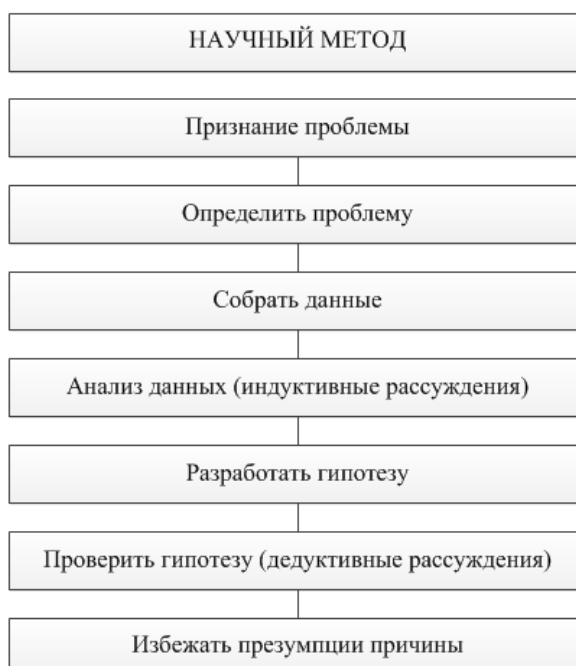 НАУЧНЫЙ МЕТОД
Признание проблемы
Определить проблему
Собрать данные
Анализ данных (индуктивные рассуждения)
Разработать гипотезу
Проверить гипотезу (дедуктивные рассуждения)
Избежать презумпции причины